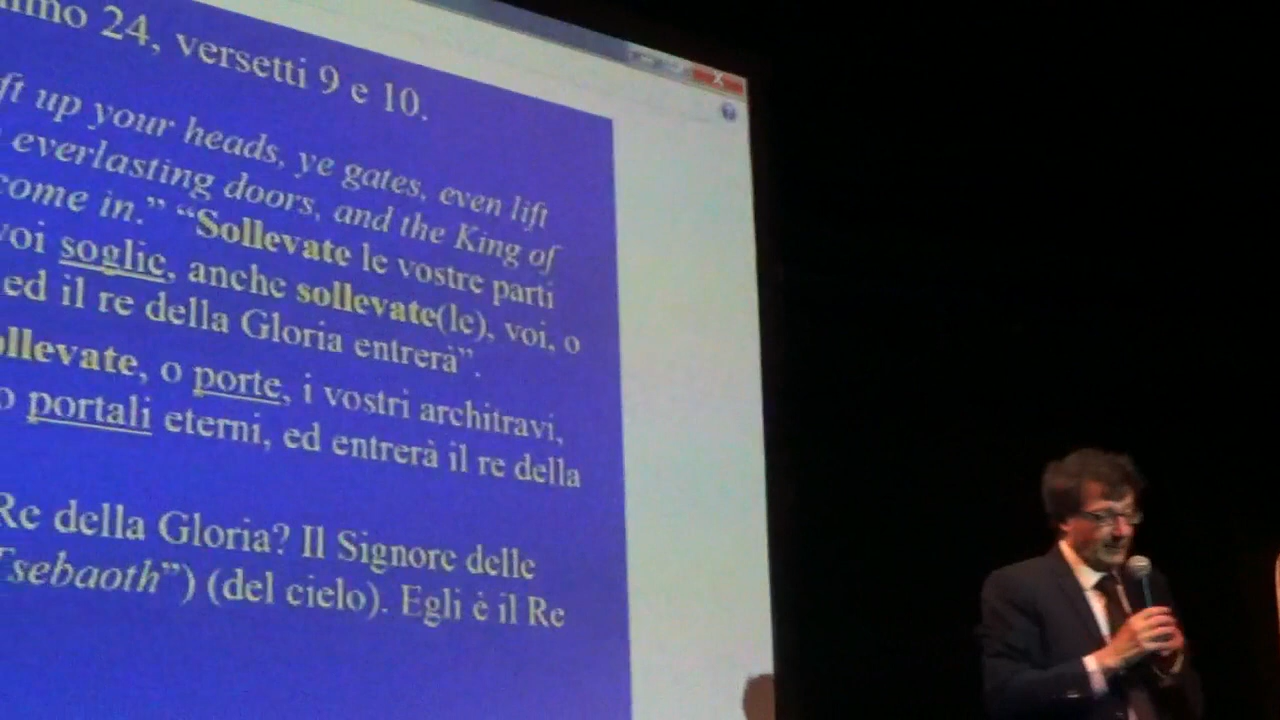 mo 24, versetti 9 e 10.
ft up your heads, ye gates, even lift
everlasting doors, and the King of
come in.” “Sollevate le vostre parti
voi soglie, anche sollevate(le), voi, o
ed il re della Gloria entrerà”.
ollevate, o porte, i vostri architravi,
o portali eterni, ed entrerà il re della
Re della Gloria? Il Signore delle
Tsebaoth”) (del cielo). Egli è il Re